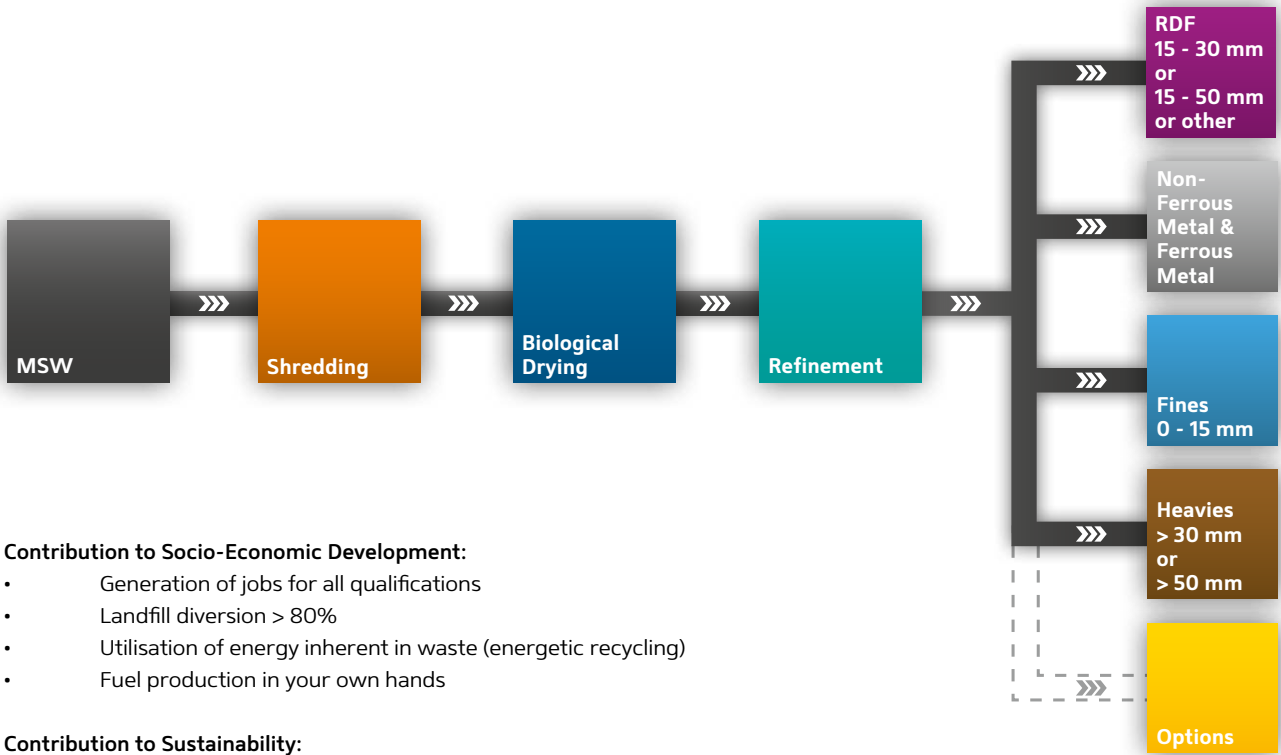 MSW
Shredding
Biological
Drying
Refinement
RDF
15 - 30 mm
or
15 - 50 mm
or other
Non-
Ferrous
Metal &
Ferrous
Metal
Fines
0 - 15 mm
Heavies
> 30 mm
or
> 50 mm
Options
Contribution to Socio-Economic Development:
• Generation of jobs for all qualifications
• Landfill diversion > 80%
• Utilisation of energy inherent in waste (energetic recycling)
• Fuel production in your own hands
Contribution to Sustainability: